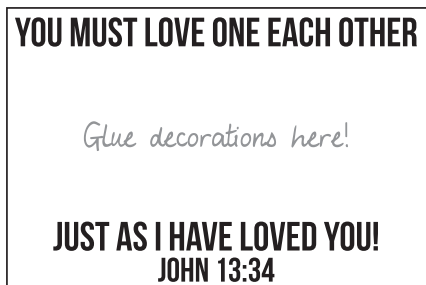 YOU MUST LOVE ONE EACH OTHER
Glue decorations here!
JUST AS I HAVE LOVED YOU!
JOHN 13:34